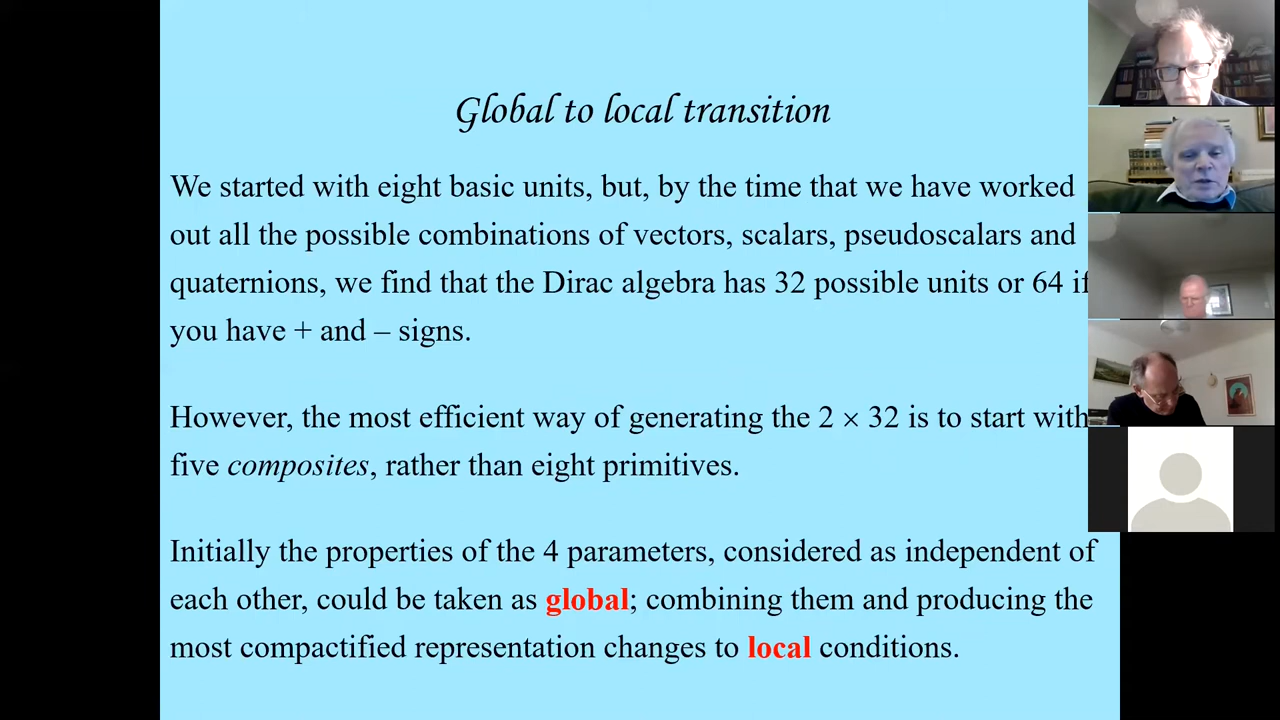 Global to local transition
We started with eight basic units, but, by the time that we have worked
out all the possible combinations of vectors, scalars, pseudoscalars and
quaternions, we find that the Dirac algebra has 32 possible units or 64 if
you have + and – signs.
However, the most efficient way of generating the 2 × 32 is to start with
five composites, rather than eight primitives.
Initially the properties of the 4 parameters, considered as independent of
each other, could be taken as global; combining them and producing the
most compactified representation changes to local conditions.